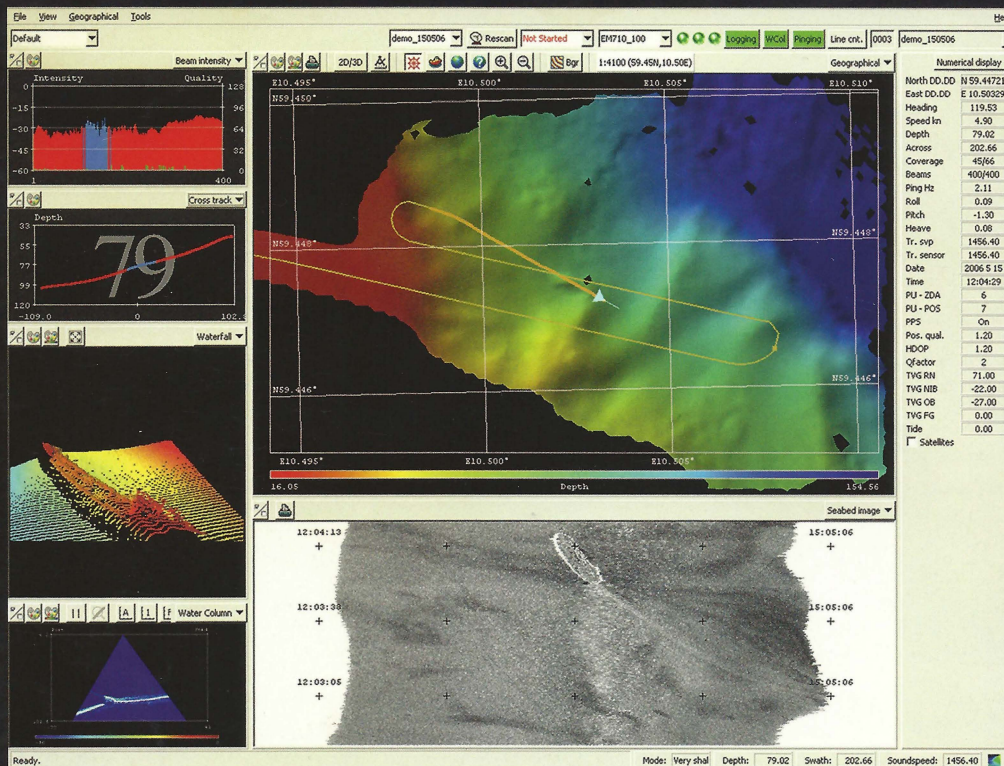 File View Geographical Tools He
Default demo_150506 Rescan Not Started EM710_100 Logging WCol Pinging Line cnt. 0003 demo_150506
Beam intensity
Intensity Quality
0 128
-15 96
-30 64
-45 32
-60 0
1 400
Cross track
Depth
33
55
77
99
120
79
-109.0 0 102.8
Waterfall
Water Column
2D/3D Bgr 1:4100 (59.45N,10.50E) Geographical
E10.495° E10.500° E10.505° E10.510°
N59.450°
N59.448° N59.448°
N59.446° N59.446°
E10.495° E10.500° E10.505°
16.05 Depth 154.56
Seabed image
12:04:13 15:05:06
12:03:38 15:05:06
12:03:05 15:05:06
Numerical display
North DD.DD N 59.44721
East DD.DD E 10.50329
Heading 119.53
Speed kn 4.90
Depth 79.02
Across 202.66
Coverage 45/66
Beams 400/400
Ping Hz 2.11
Roll 0.09
Pitch -1.30
Heave 0.08
Tr. svp 1456.40
Tr. sensor 1456.40
Date 2006 5 15
Time 12:04:29
PU - ZDA 6
PU - POS 7
PPS On
Pos. qual. 1.20
HDOP 1.20
Qfactor 2
TVG RN 71.00
TVG NIB -22.00
TVG OB -27.00
TVG FG 0.00
Tide 0.00
Satellites
Ready. Mode: Very shal Depth: 79.02 Swath: 202.66 Soundspeed: 1456.40